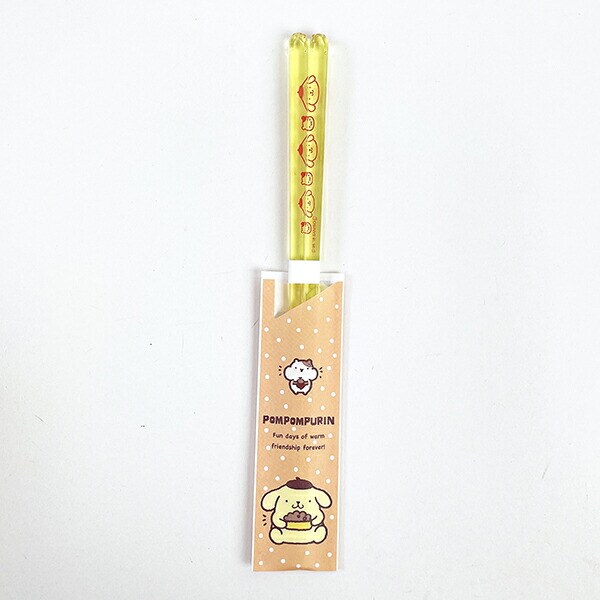 POMPOMPURIN
Fun days of warm
friendship forever!